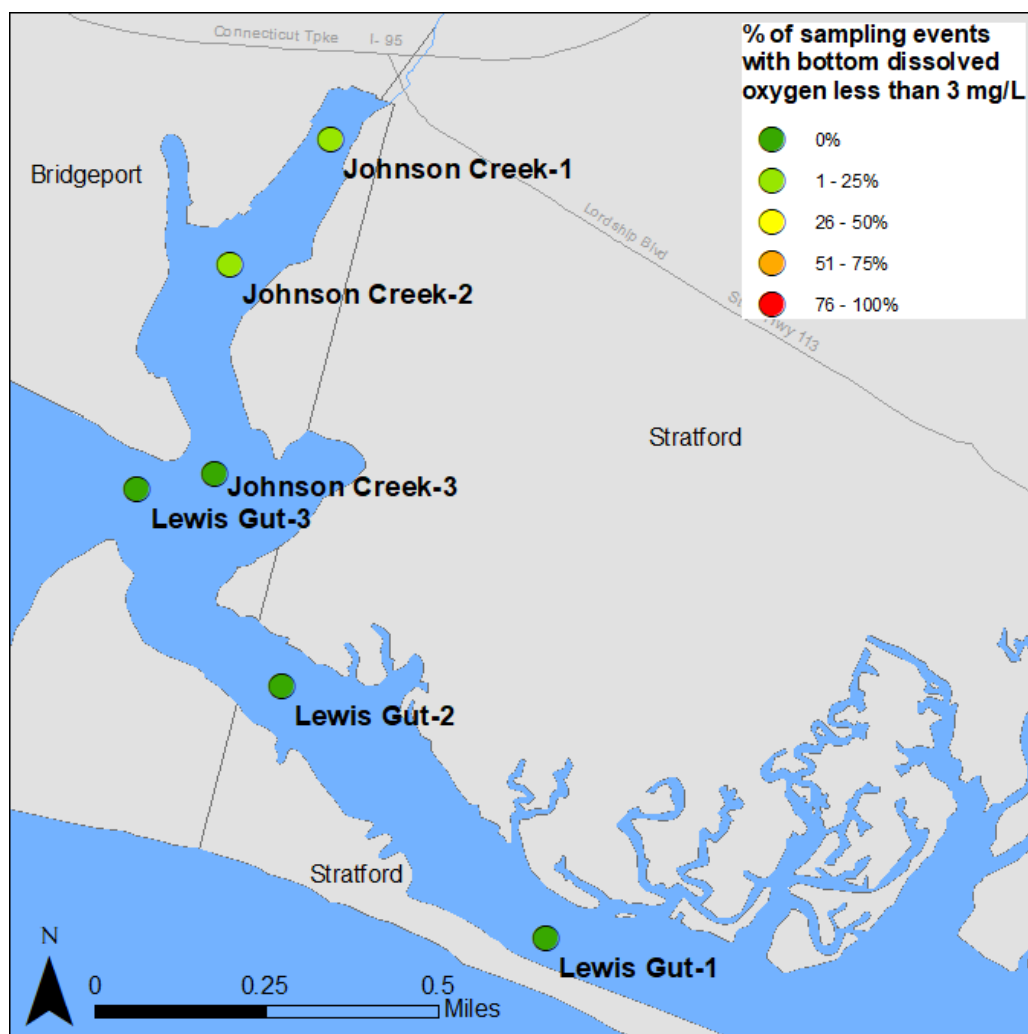 Connecticut Tpke I- 95
% of sampling events
with bottom dissolved
oxygen less than 3 mg/L
0%
1 - 25%
26 - 50%
51 - 75%
76 - 100%
Bridgeport
Johnson Creek-1
Lordship Blvd
Johnson Creek-2
wy 113
Stratford
Johnson Creek-3
Lewis Gut-3
Lewis Gut-2
Stratford
Lewis Gut-1
N
0 0.25 0.5
Miles